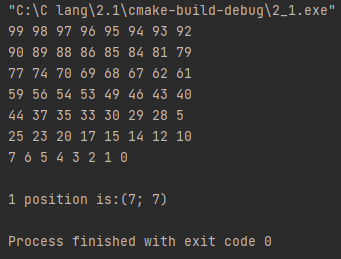 "C:\C lang\2.1\cmake-build-debug\2_1.exe"
99 98 97 96 95 94 93 92
90 89 88 86 85 84 81 79
77 74 70 69 68 67 62 61
59 56 54 53 49 46 43 40
44 37 35 33 30 29 28 5
25 23 20 17 15 14 12 10
7 6 5 4 3 2 1 0
1 position is:(7; 7)
Process finished with exit code 0